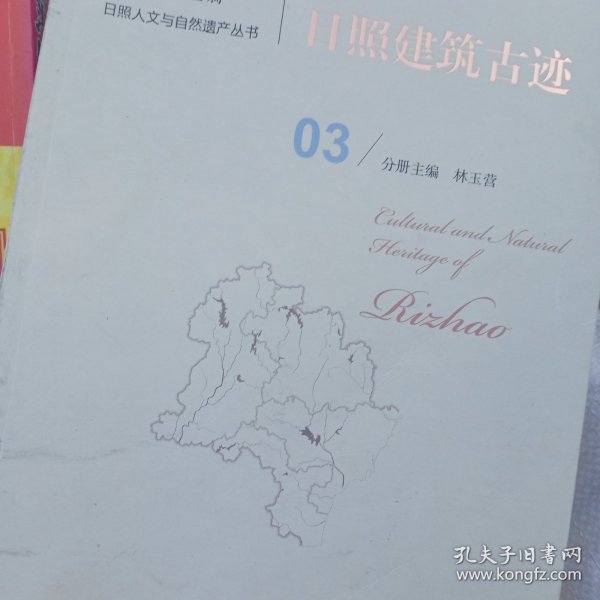 日照人文与自然遗产丛书
日照建筑古迹
03
分册主编 林玉营
Cultural and Natural
Heritage of
Rizhao
孔夫子旧书网
www.kongfz.com